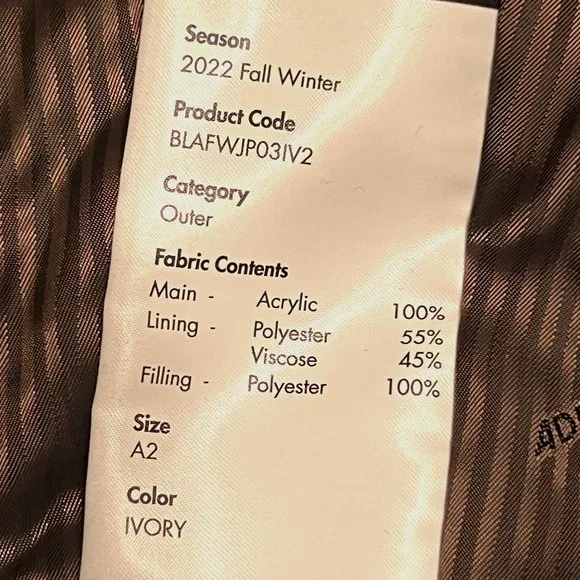 Season
2022 Fall Winter
Product Code
BLAFWJP03IV2
Category
Outer
Fabric Contents
Main - Acrylic 100%
Lining - Polyester 55%
Viscose 45%
Filling - Polyester 100%
Size
A2
Color
IVORY
AD